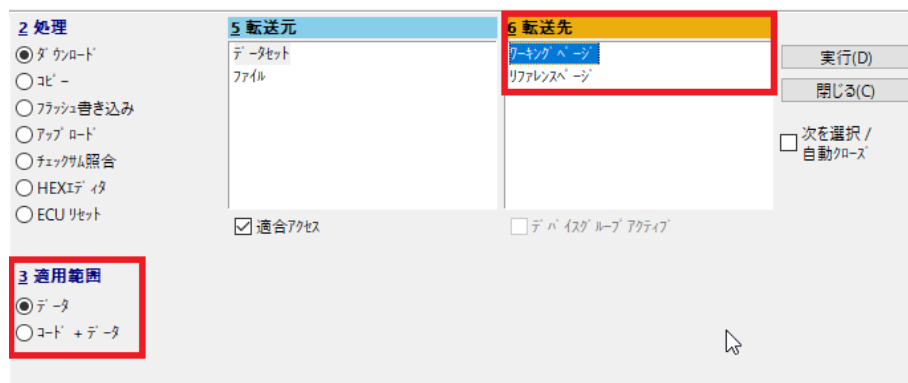 2 処理
ﾀﾞｳﾝﾛｰﾄﾞ
ｺﾋﾟｰ
ﾌﾗｯｼｭ書き込み
ｱｯﾌﾟﾛｰﾄﾞ
ﾁｪｯｸｻﾑ照合
HEXｴﾃﾞｨﾀ
ECU ﾘｾｯﾄ
3 適用範囲
ﾃﾞｰﾀ
ｺｰﾄﾞ + ﾃﾞｰﾀ
5 転送元
ﾃﾞｰﾀｾｯﾄ
ﾌｧｲﾙ
適合ｱｸｾｽ
6 転送先
ﾜｰｷﾝｸﾞﾍﾟｰｼﾞ
ﾘﾌｧﾚﾝｽﾍﾟｰｼﾞ
ﾃﾞﾊﾞｲｽｸﾞﾙｰﾌﾟｱｸﾃｨﾌﾞ
実行(D)
閉じる(C)
次を選択 /
自動ｸﾛｰｽﾞ